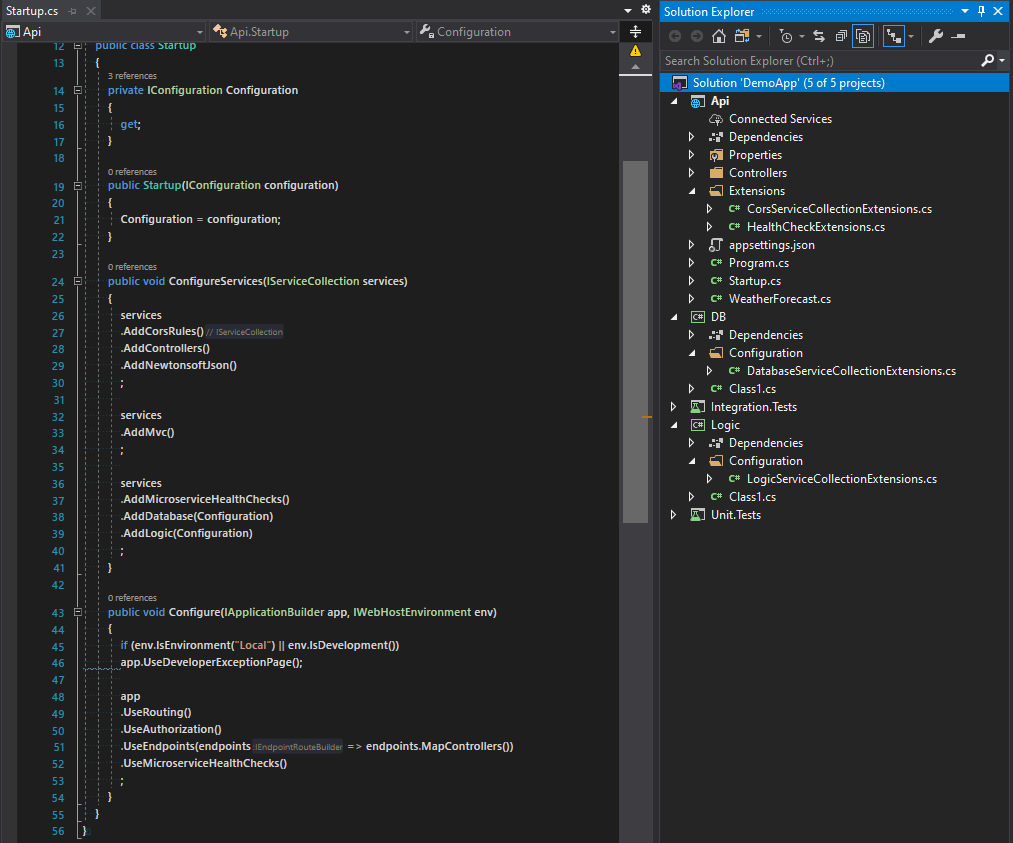 Startup.cs
Api
Api.Startup
Configuration
12 public class Startup
13 {
3 references
14 private IConfiguration Configuration
15 {
16 get;
17 }
18
0 references
19 public Startup(IConfiguration configuration)
20 {
21 Configuration = configuration;
22 }
23
0 references
24 public void ConfigureServices(IServiceCollection services)
25 {
26 services
27 .AddCorsRules() // IServiceCollection
28 .AddControllers()
29 .AddNewtonsoftJson()
30 ;
31
32 services
33 .AddMvc()
34 ;
35
36 services
37 .AddMicroserviceHealthChecks()
38 .AddDatabase(Configuration)
39 .AddLogic(Configuration)
40 ;
41 }
42
0 references
43 public void Configure(IApplicationBuilder app, IWebHostEnvironment env)
44 {
45 if (env.IsEnvironment("Local") || env.IsDevelopment())
46 app.UseDeveloperExceptionPage();
47
48 app
49 .UseRouting()
50 .UseAuthorization()
51 .UseEndpoints(endpoints :IEndpointRouteBuilder => endpoints.MapControllers())
52 .UseMicroserviceHealthChecks()
53 ;
54 }
55 }
56 }
Solution Explorer
Search Solution Explorer (Ctrl+;)
Solution 'DemoApp' (5 of 5 projects)
Api
Connected Services
Dependencies
Properties
Controllers
Extensions
C# CorsServiceCollectionExtensions.cs
C# HealthCheckExtensions.cs
appsettings.json
C# Program.cs
C# Startup.cs
C# WeatherForecast.cs
C# DB
Dependencies
Configuration
C# DatabaseServiceCollectionExtensions.cs
C# Class1.cs
Integration.Tests
C# Logic
Dependencies
Configuration
C# LogicServiceCollectionExtensions.cs
C# Class1.cs
Unit.Tests